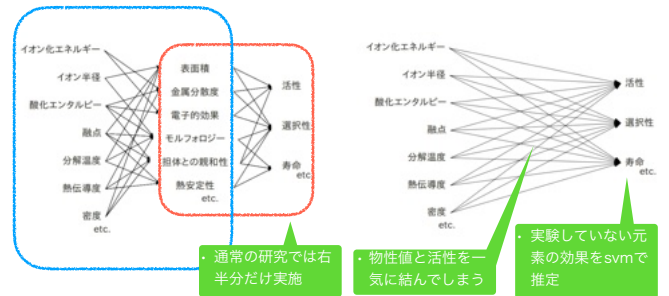 イオン化エネルギー
イオン半径
酸化エンタルピー
融点
分解温度
熱伝導度
密度
etc.
表面積
金属分散度
電子的効果
モルフォロジー
担体との親和性
熱安定性
etc.
活性
選択性
寿命
etc.
• 通常の研究では右
半分だけ実施
イオン化エネルギー
イオン半径
酸化エンタルピー
融点
分解温度
熱伝導度
密度
etc.
活性
選択性
寿命
etc.
• 物性値と活性を一
気に結んでしまう
• 実験していない元
素の効果をsvmで
推定